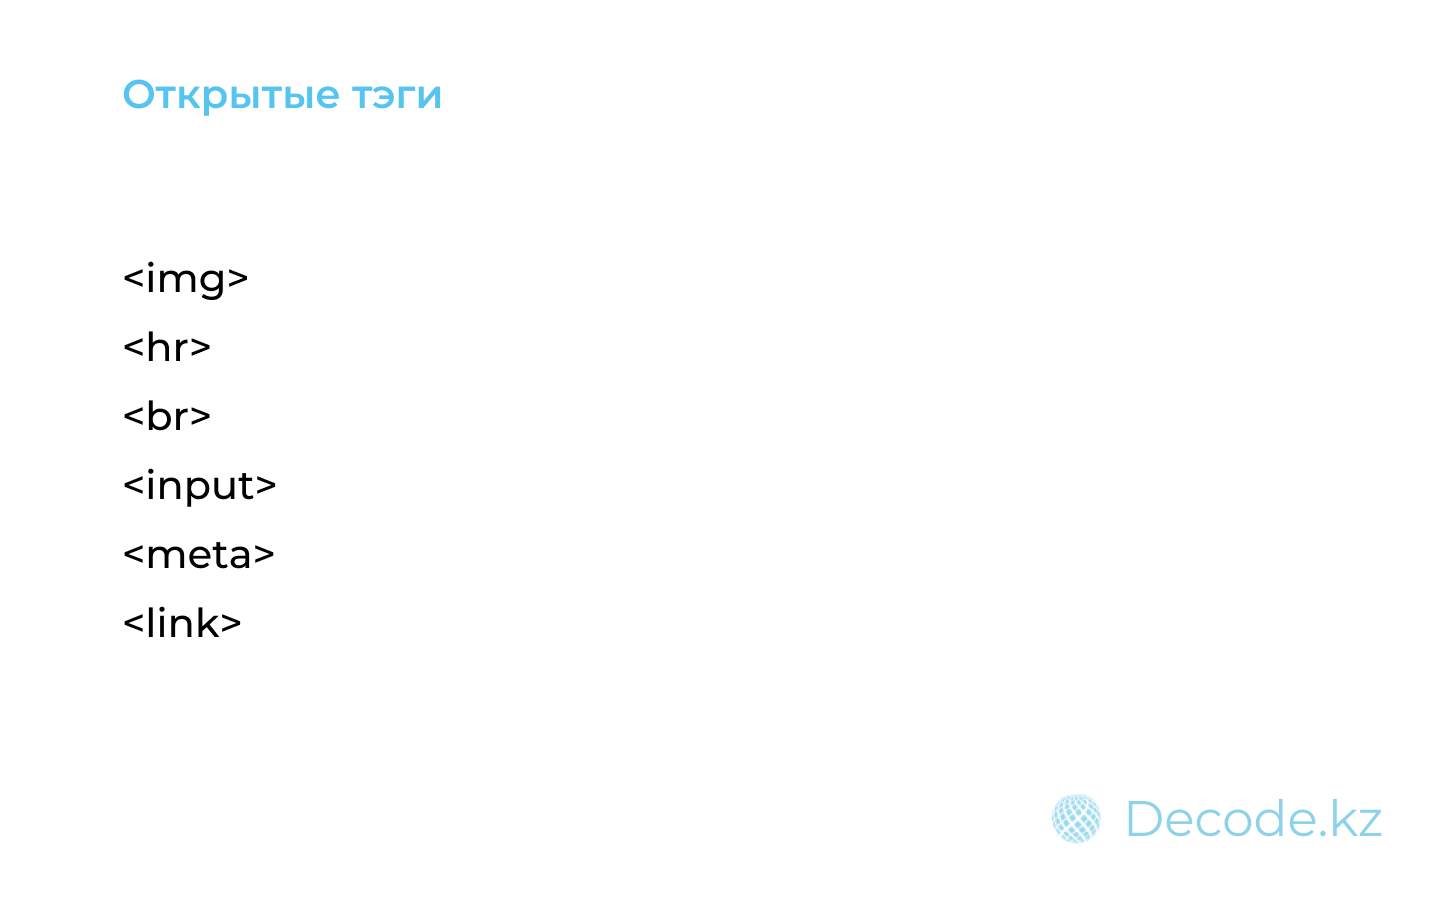 Открытые тэги
<img>
<hr>
<br>
<input>
<meta>
<link>
Decode.kz